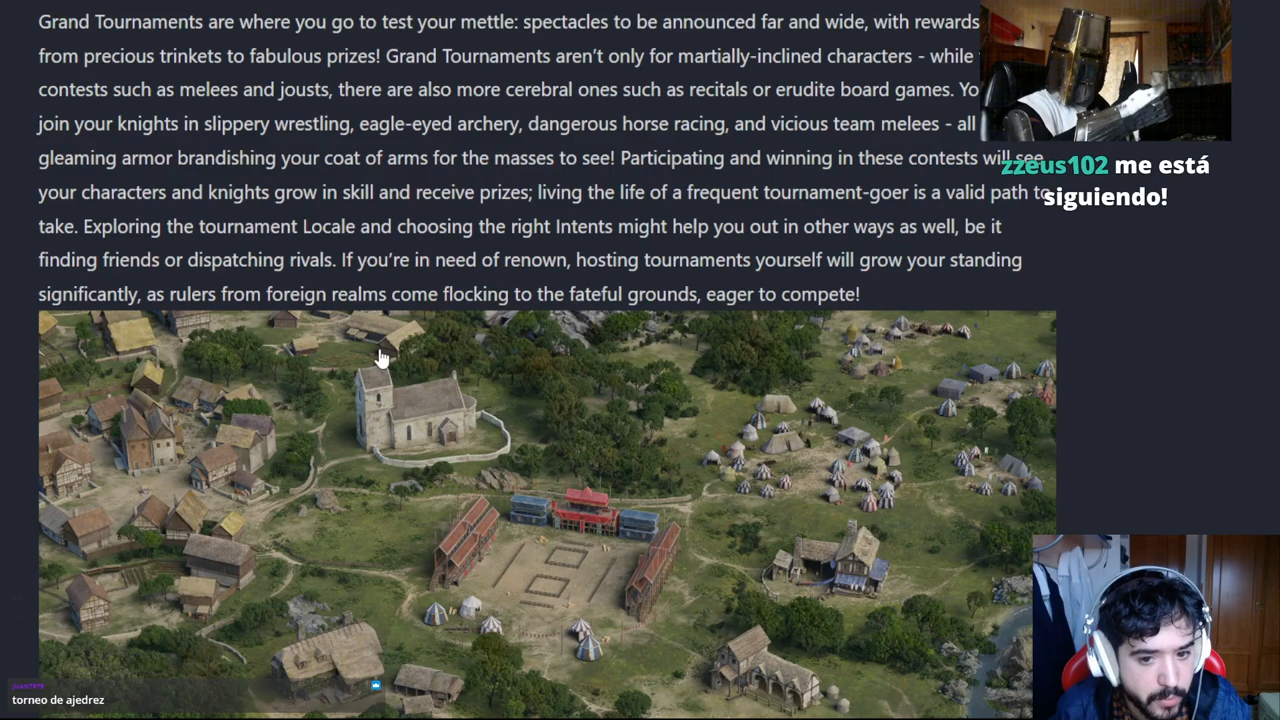 Grand Tournaments are where you go to test your mettle: spectacles to be announced far and wide, with rewards
from precious trinkets to fabulous prizes! Grand Tournaments aren't only for martially-inclined characters - while
contests such as melees and jousts, there are also more cerebral ones such as recitals or erudite board games. Yo
join your knights in slippery wrestling, eagle-eyed archery, dangerous horse racing, and vicious team melees - all
gleaming armor brandishing your coat of arms for the masses to see! Participating and winning in these contests will see
your characters and knights grow in skill and receive prizes; living the life of a frequent tournament-goer is a valid path to
take. Exploring the tournament Locale and choosing the right Intents might help you out in other ways as well, be it
finding friends or dispatching rivals. If you're in need of renown, hosting tournaments yourself will grow your standing
significantly, as rulers from foreign realms come flocking to the fateful grounds, eager to compete!
zzeus102 me está
siguiendo!
torneo de ajedrez